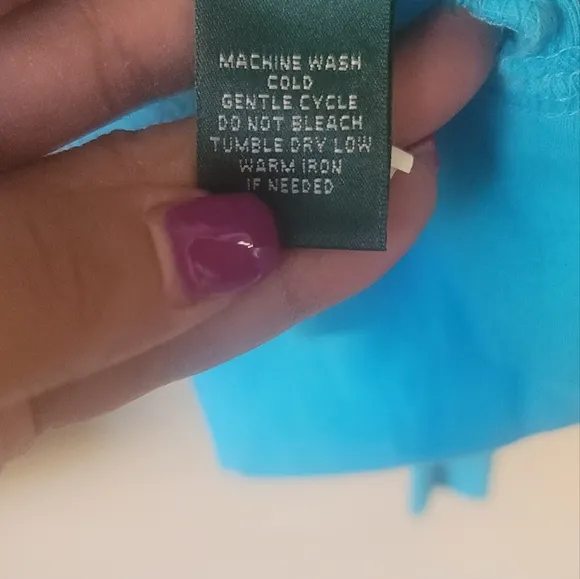 MACHINE WASH
COLD
GENTLE CYCLE
DO NOT BLEACH
TUMBLE DRY LOW
WARM IRON
IF NEEDED